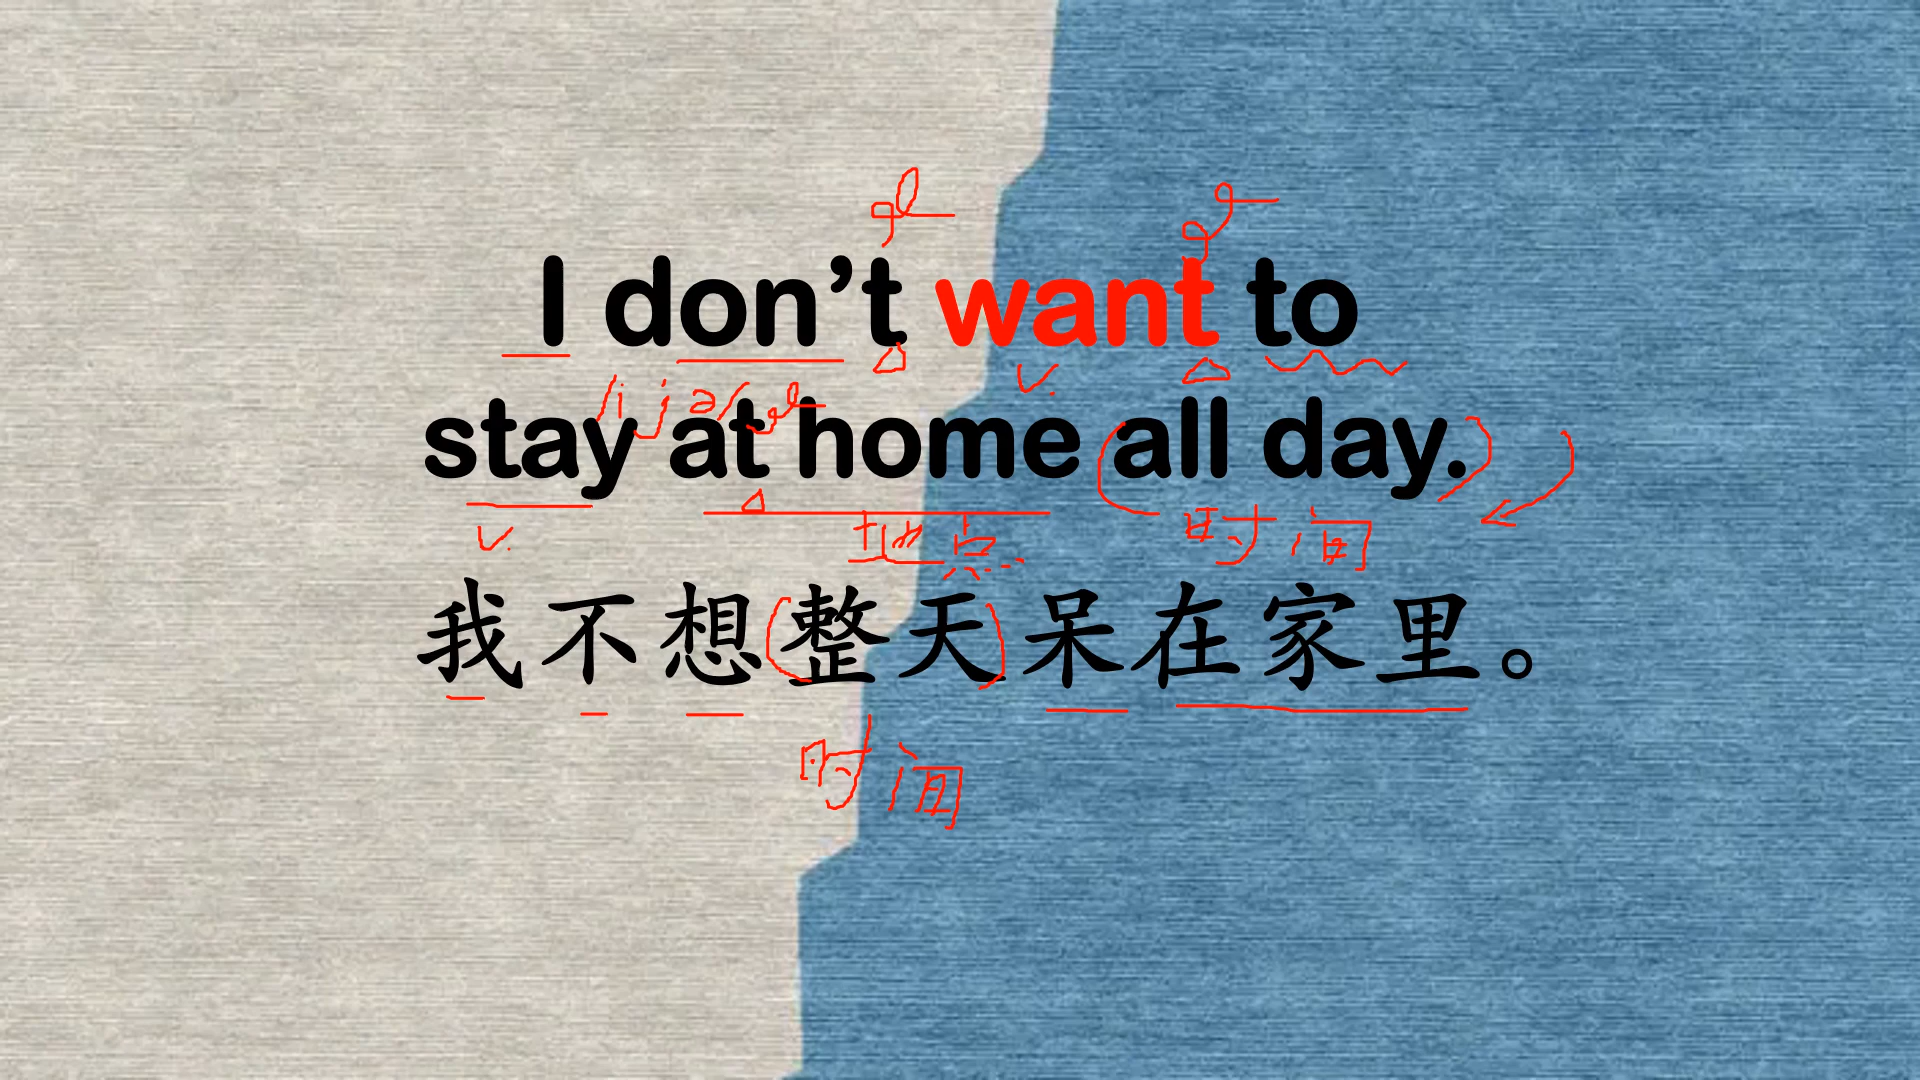 I don't want to
stay at home all day.
/i j ə/
v.
v.
地点
时间
我不想整天呆在家里。
时间